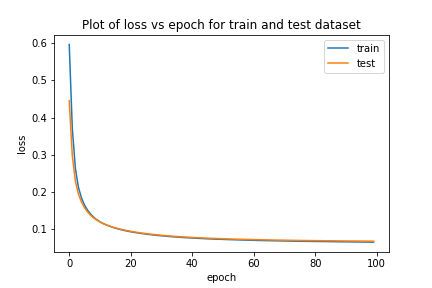 Plot of loss vs epoch for train and test dataset
train
test
0.6
0.5
0.4
0.3
0.2
0.1
loss
0 20 40 60 80 100
epoch